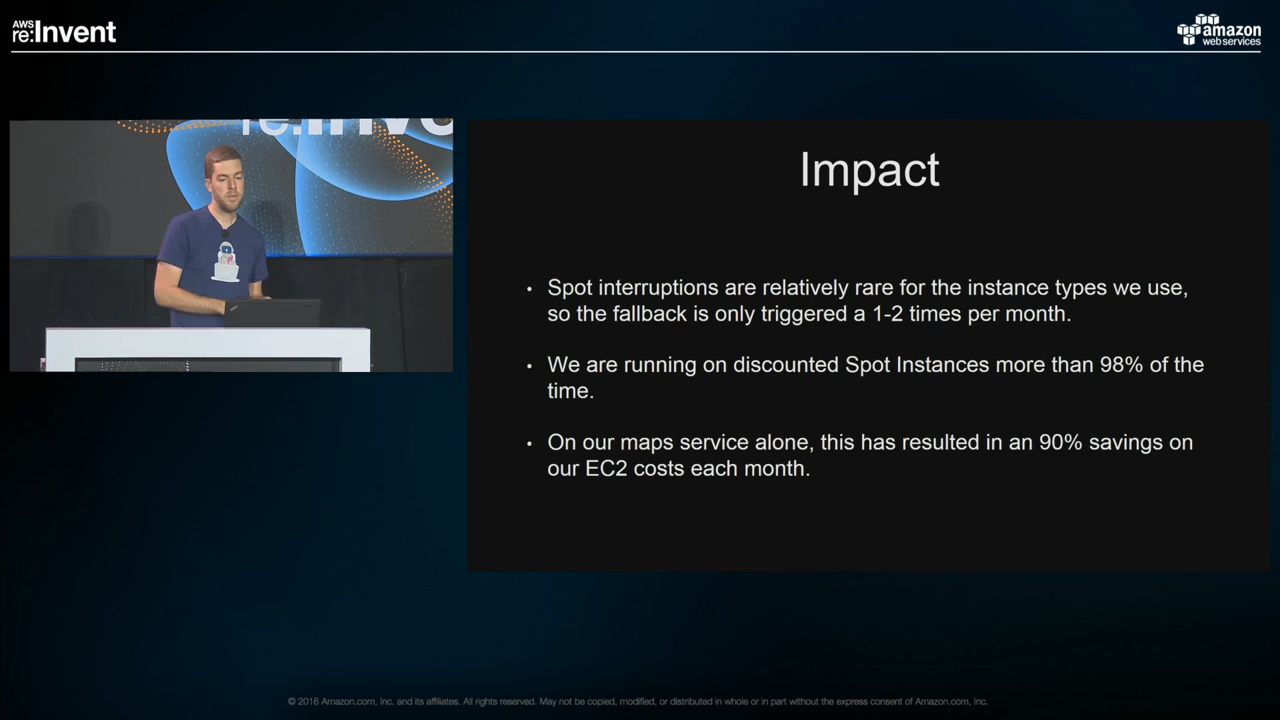 AWS
re:Invent
amazon
web services
re:Inve
Impact
• Spot interruptions are relatively rare for the instance types we use,
so the fallback is only triggered a 1-2 times per month.
• We are running on discounted Spot Instances more than 98% of the
time.
• On our maps service alone, this has resulted in an 90% savings on
our EC2 costs each month.
© 2016 Amazon.com, Inc. and its affiliates. All rights reserved. May not be copied, modified, or distributed in whole or in part without the express consent of Amazon.com, Inc.